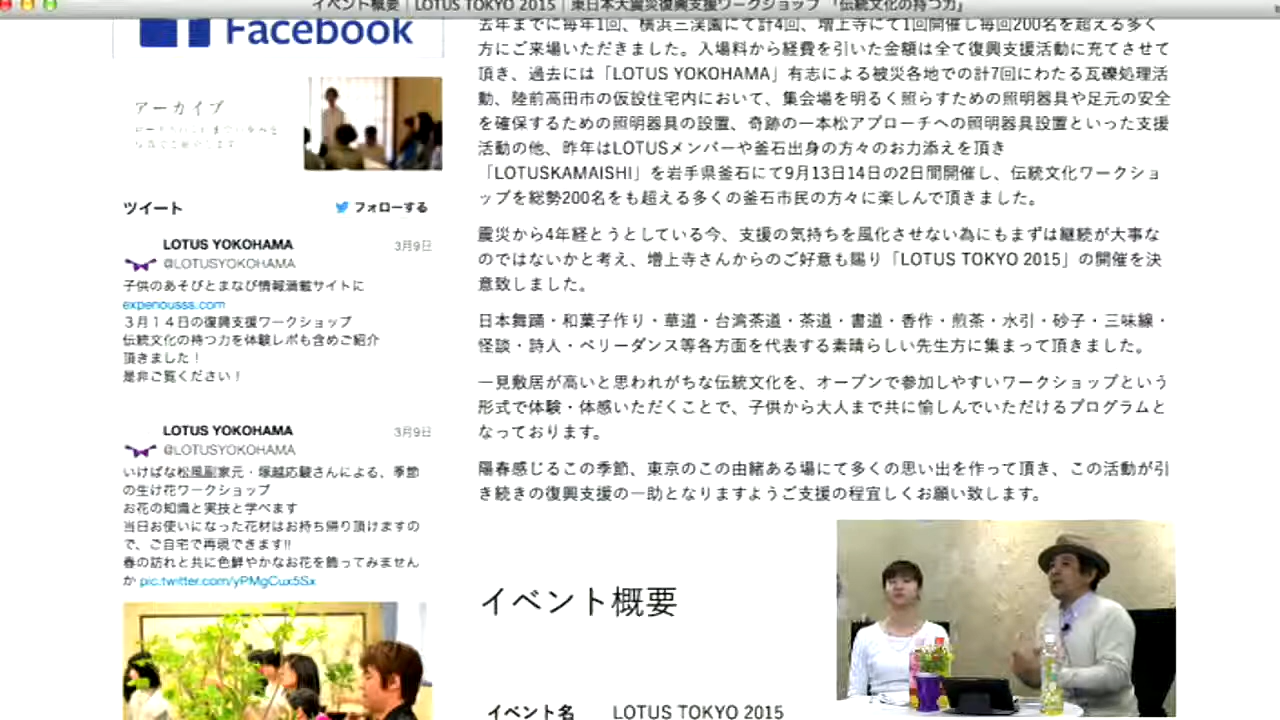 イベント概要｜LOTUS TOKYO 2015｜東日本大震災復興支援ワークショップ 「伝統文化の持つ力」
Facebook
アーカイブ
ツイート
フォローする
LOTUS YOKOHAMA 3月9日
@LOTUSYOKOHAMA
子供のあそびとまなび情報満載サイトに
３月１４日の復興支援ワークショップ
伝統文化の持つ力を体験レポも含めご紹介
頂きました！
是非ご覧ください！
LOTUS YOKOHAMA 3月9日
@LOTUSYOKOHAMA
いけばな松風副家元・塚越応駿さんによる、季節
の生け花ワークショップ
お花の知識と実技と学べます
当日お使いになった花材はお持ち帰り頂けますの
で、ご自宅で再現できます!!
春の訪れと共に色鮮やかなお花を飾ってみません
か pic.twitter.com/yPMgCux5Sx
去年までに毎年1回、横浜三渓園にて計4回、増上寺にて1回開催し毎回200名を超える多く
方にご来場いただきました。入場料から経費を引いた金額は全て復興支援活動に充てさせて
頂き、過去には「LOTUS YOKOHAMA」有志による被災各地での計7回にわたる瓦礫処理活
動、陸前高田市の仮設住宅内において、集会場を明るく照らすための照明器具や足元の安全
を確保するための照明器具の設置、奇跡の一本松アプローチへの照明器具設置といった支援
活動の他、昨年はLOTUSメンバーや釜石出身の方々のお力添えを頂き
「LOTUSKAMAISHI」を岩手県釜石にて9月13日14日の2日間開催し、伝統文化ワークショ
ップを総勢200名をも超える多くの釜石市民の方々に楽しんで頂きました。
震災から4年経とうとしている今、支援の気持ちを風化させない為にもまずは継続が大事な
のではないかと考え、増上寺さんからのご好意も賜り「LOTUS TOKYO 2015」の開催を決
意致しました。
日本舞踊・和菓子作り・華道・台湾茶道・茶道・書道・香作・煎茶・水引・砂子・三味線・
怪談・詩人・ベリーダンス等各方面を代表する素晴らしい先生方に集まって頂きました。
一見敷居が高いと思われがちな伝統文化を、オープンで参加しやすいワークショップという
形式で体験・体感いただくことで、子供から大人まで共に愉しんでいただけるプログラムと
なっております。
陽春感じるこの季節、東京のこの由緒ある場にて多くの思い出を作って頂き、この活動が引
き続きの復興支援の一助となりますようご支援の程宜しくお願い致します。
イベント概要
イベント名 LOTUS TOKYO 2015